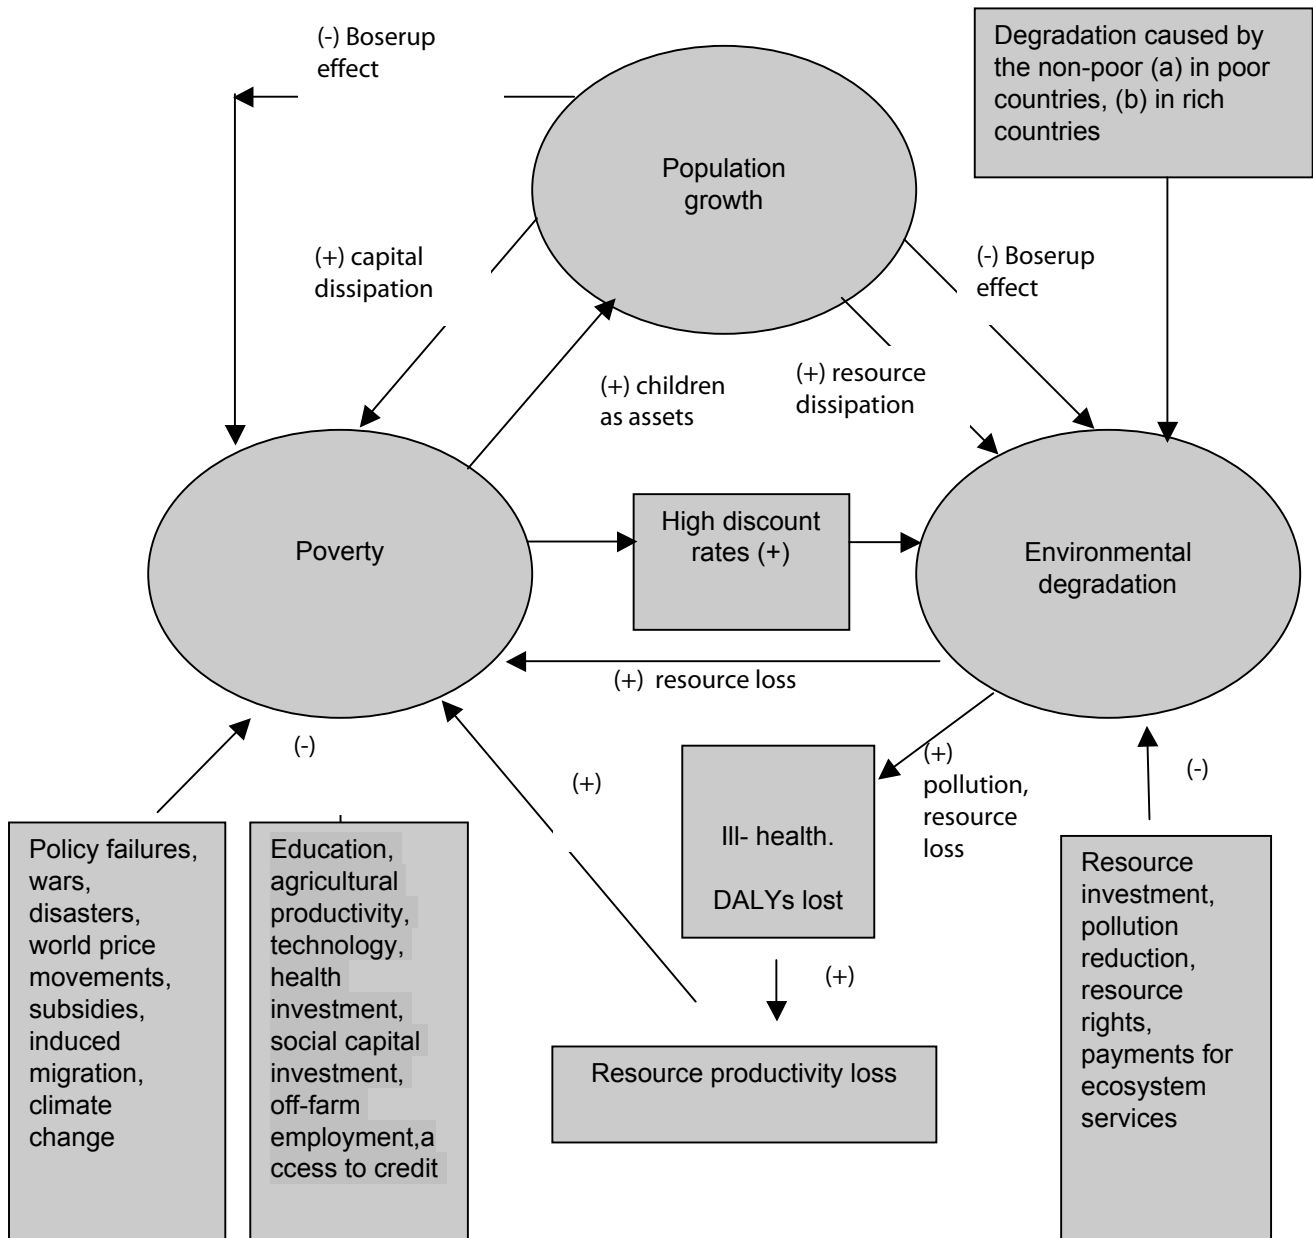 (-) Boserup
effect
Degradation caused by
the non-poor (a) in poor
countries, (b) in rich
countries
Population
growth
(+) capital
dissipation
(-) Boserup
effect
(+) children
as assets
(+) resource
dissipation
Poverty
High discount
rates (+)
Environmental
degradation
(+) resource loss
(-)
(+)
(+)
pollution,
resource
loss
(-)
Ill- health.
DALYs lost
(+)
Policy failures,
wars,
disasters,
world price
movements,
subsidies,
induced
migration,
climate
change
Education,
agricultural
productivity,
technology,
health
investment,
social capital
investment,
off-farm
employment,a
ccess to credit
Resource productivity loss
Resource
investment,
pollution
reduction,
resource
rights,
payments for
ecosystem
services